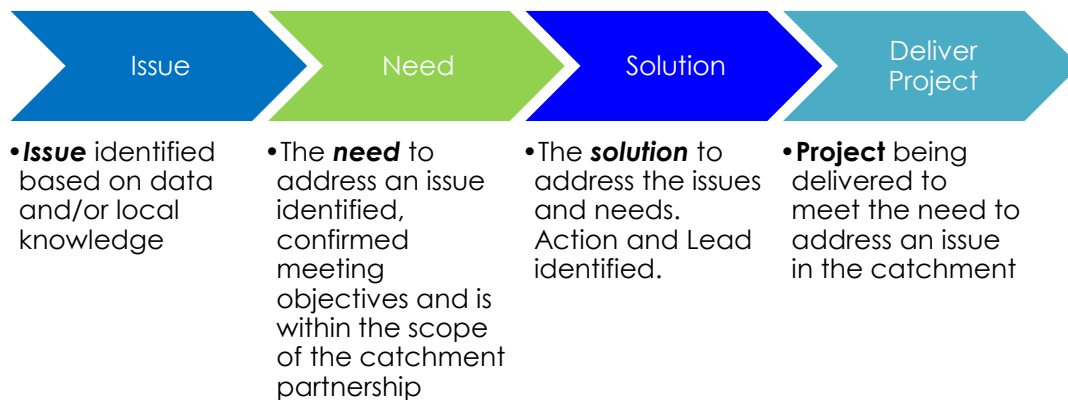 Issue
Need
Solution
Deliver
Project
•Issue identified
based on data
and/or local
knowledge
•The need to
address an issue
identified,
confirmed
meeting
objectives and is
within the scope
of the catchment
partnership
•The solution to
address the issues
and needs.
Action and Lead
identified.
•Project being
delivered to
meet the need to
address an issue
in the catchment